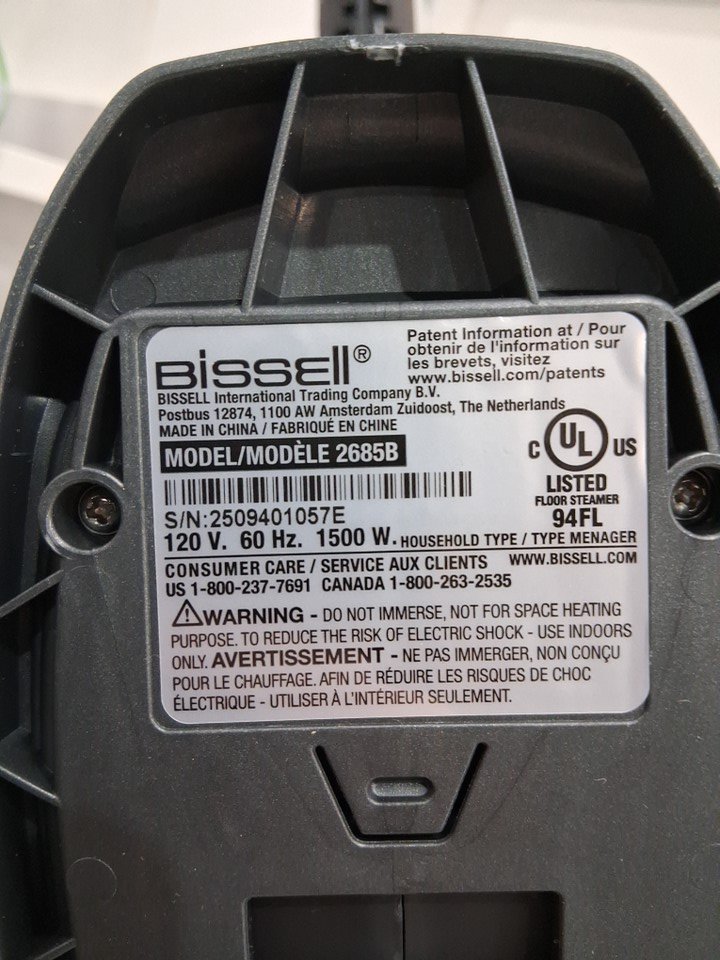 BISSELL®
Patent Information at / Pour
obtenir de l'information sur
les brevets, visitez
www.bissell.com/patents
BISSELL International Trading Company B.V.
Postbus 12874, 1100 AW Amsterdam Zuidoost, The Netherlands
MADE IN CHINA / FABRIQUÉ EN CHINE
MODEL/MODÈLE 2685B
C UL US
LISTED
FLOOR STEAMER
94FL
S/N:2509401057E
120 V. 60 Hz. 1500 W. HOUSEHOLD TYPE / TYPE MENAGER
CONSUMER CARE / SERVICE AUX CLIENTS WWW.BISSELL.COM
US 1-800-237-7691 CANADA 1-800-263-2535
⚠WARNING - DO NOT IMMERSE, NOT FOR SPACE HEATING
PURPOSE. TO REDUCE THE RISK OF ELECTRIC SHOCK - USE INDOORS
ONLY. AVERTISSEMENT - NE PAS IMMERGER, NON CONÇU
POUR LE CHAUFFAGE. AFIN DE RÉDUIRE LES RISQUES DE CHOC
ÉLECTRIQUE - UTILISER À L'INTÉRIEUR SEULEMENT.